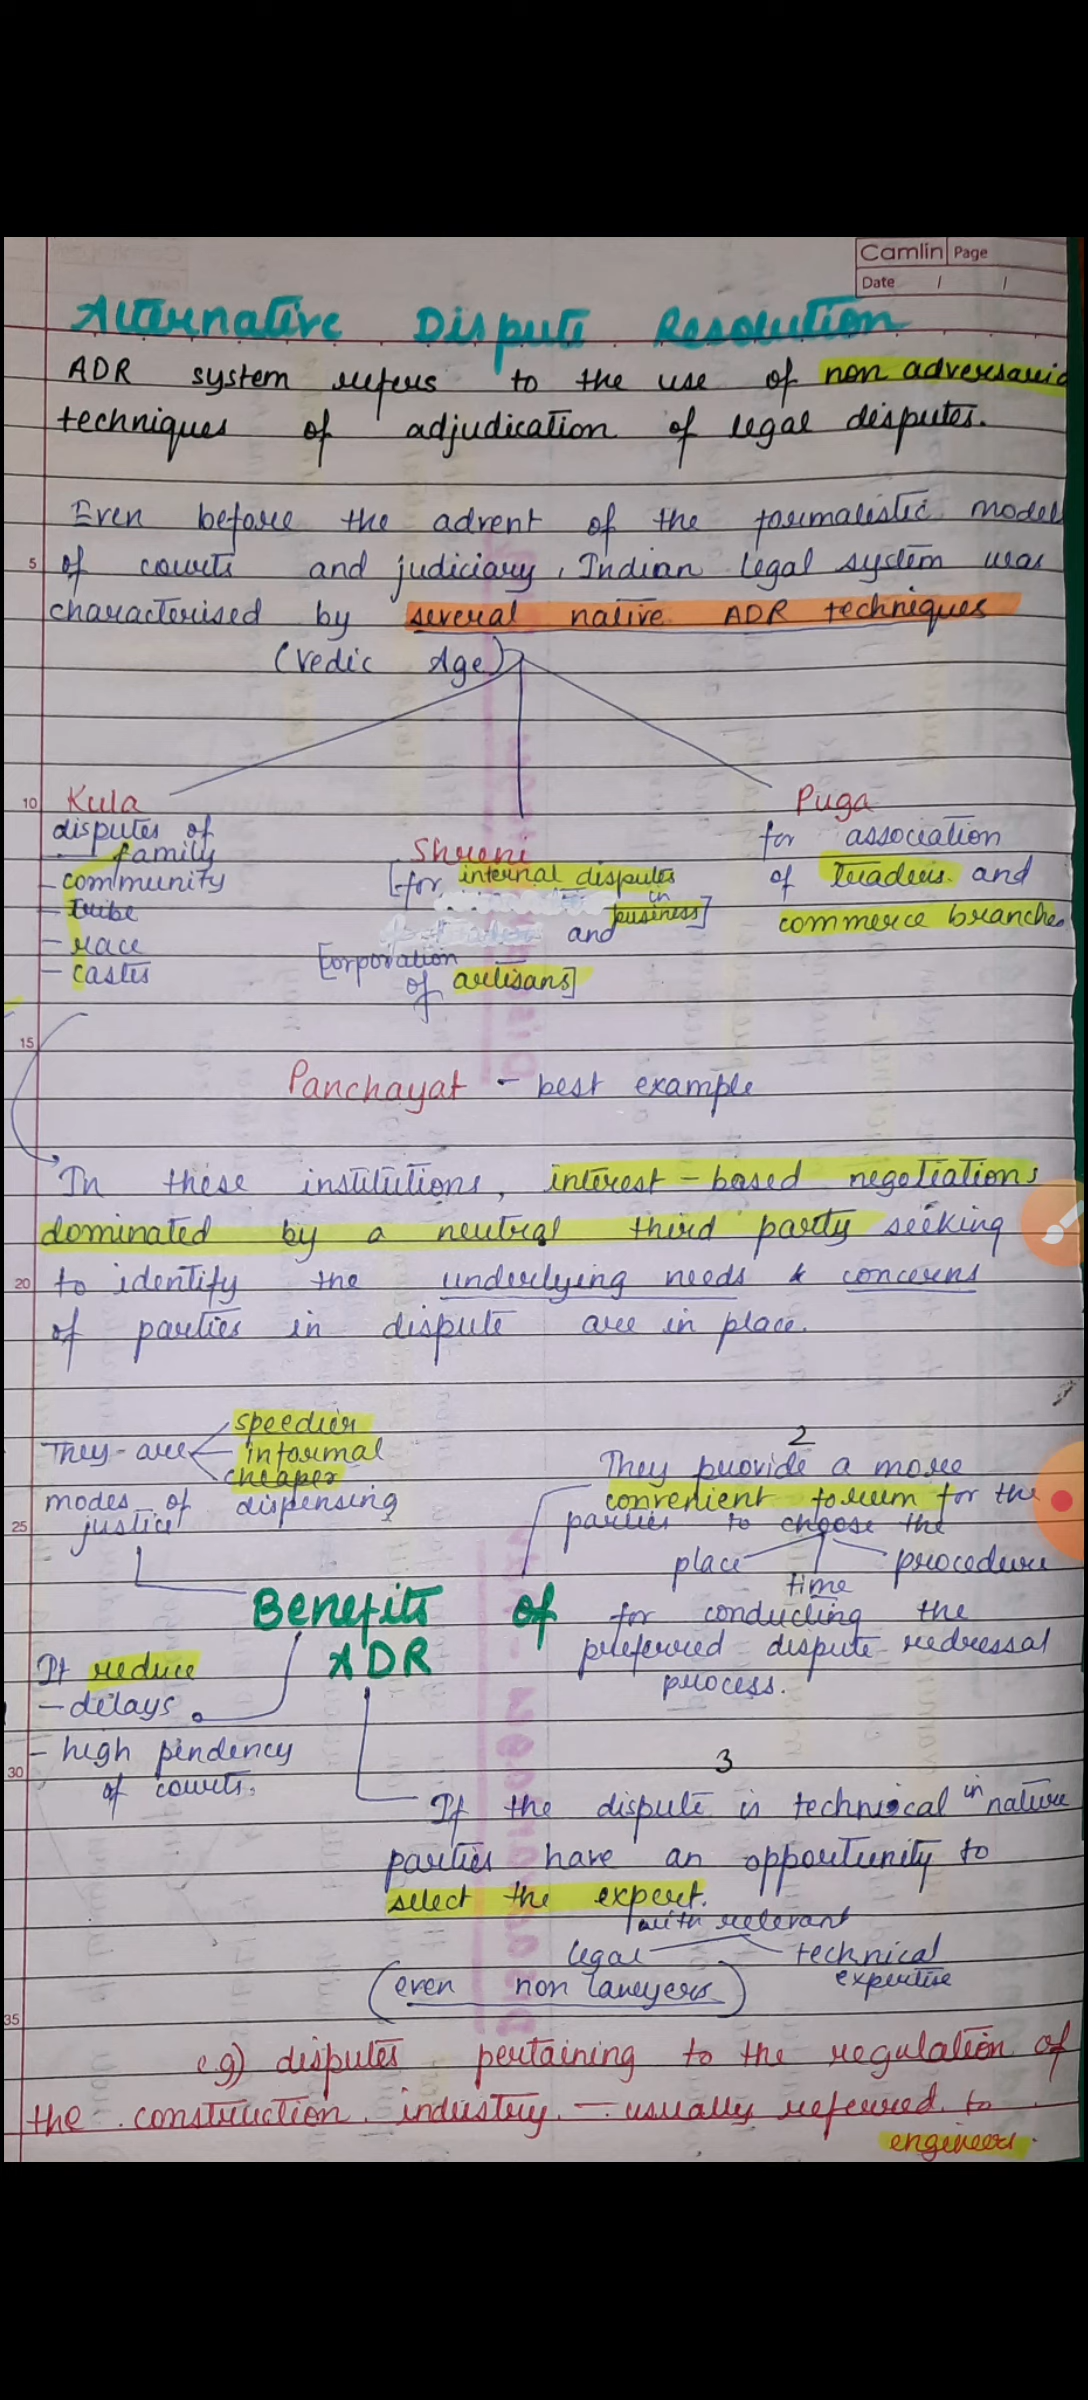 Camlin Page
Date / /
Alternative Dispute Resolution
ADR system refers to the use of non adversarial
techniques of adjudication of legal disputes.
Even before the advent of the formalistic model
5 of courts and judiciary, Indian legal system was
characterised by several native ADR techniques
(Vedic Age)
10 Kula
disputes of
- family
- community
- tribe
- race
- castes
Shreni
[for internal disputes
in business]
and
[corporation
of artisans]
Puga
for association
of Traders and
commerce branches
15
Panchayat - best example
In these institutions, interest-based negotiations
dominated by a neutral third party seeking
20 to identify the underlying needs & concerns
of parties in dispute are in place.
They are
speedier
informal
cheaper
modes of dispensing
25 justice
2
They provide a more
convenient forum for the
parties to choose the
place
time
procedure
for conducting the
preferred dispute redressal
process.
Benefits of
ADR
It reduce
- delays
- high pendency
30 of courts.
3
If the dispute is technical in nature
parties have an opportunity to
select the expert.
with relevant
legal
technical
expertise
(even non lawyers)
35
e.g) disputes pertaining to the regulation of
the construction industry - usually referred to
engineers.